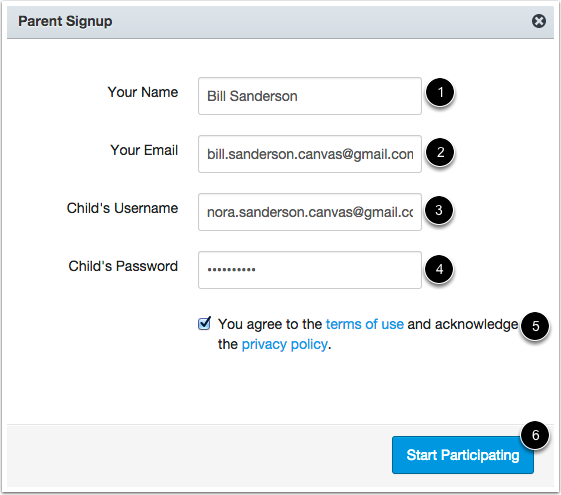 Parent Signup
Your Name Bill Sanderson 1
Your Email bill.sanderson.canvas@gmail.com 2
Child's Username nora.sanderson.canvas@gmail.co 3
Child's Password •••••••••• 4
You agree to the terms of use and acknowledge 5
the privacy policy.
6
Start Participating